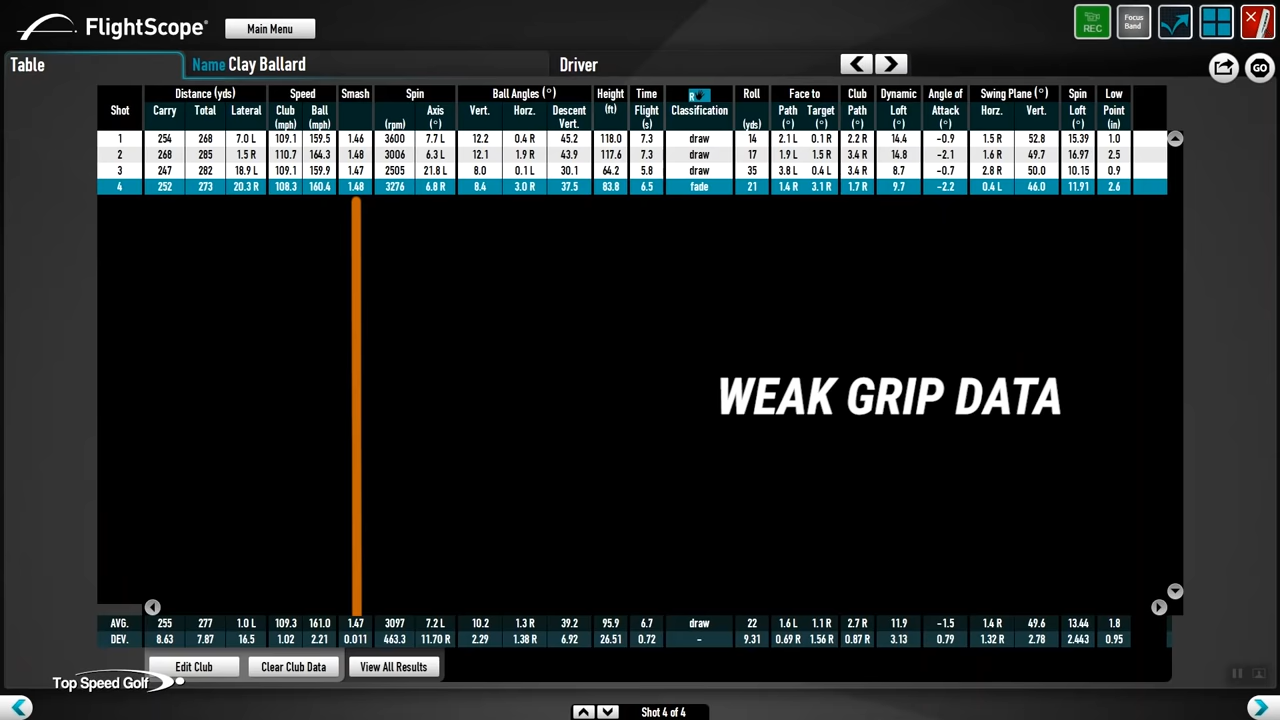 FlightScope®
Main Menu
REC
Focus Band
Table
Name Clay Ballard
Driver
GO
Distance (yds) Speed Smash Spin Ball Angles (°) Height Time Roll Face to Club Dynamic Angle of Swing Plane (°) Spin Low
Shot Carry Total Lateral Club (mph) Ball (mph) (rpm) Axis (°) Vert. Horz. Descent Vert. (ft) Flight (s) Classification (yds) Path (°) Target (°) Path (°) Loft (°) Attack (°) Horz. Vert. Loft (°) Point (in)
1 254 268 7.0 L 109.1 159.5 1.46 3600 7.7 L 12.2 0.4 R 45.2 118.0 7.3 draw 14 2.1 L 0.1 R 2.2 R 14.4 -0.9 1.5 R 52.8 15.39 1.0
2 268 285 1.5 R 110.7 164.3 1.48 3006 6.3 L 12.1 1.9 R 43.9 117.6 7.3 draw 17 1.9 L 1.5 R 3.4 R 14.8 -2.1 1.6 R 49.7 16.97 2.5
3 247 282 18.9 L 109.1 159.9 1.47 2505 21.8 L 8.0 0.1 L 30.1 64.2 5.8 draw 35 3.8 L 0.4 L 3.4 R 8.7 -0.7 2.8 R 50.0 10.15 0.9
4 252 273 20.3 R 108.3 160.4 1.48 3276 6.8 R 8.4 3.0 R 37.5 83.8 6.5 fade 21 1.4 R 3.1 R 1.7 R 9.7 -2.2 0.4 L 46.0 11.91 2.6
WEAK GRIP DATA
AVG. 255 277 1.0 L 109.3 161.0 1.47 3097 7.2 L 10.2 1.3 R 39.2 95.9 6.7 draw 22 1.6 L 1.1 R 2.7 R 11.9 -1.5 1.4 R 49.6 13.44 1.8
DEV. 8.63 7.87 16.5 1.02 2.21 0.011 463.3 11.70 R 2.29 1.38 R 6.92 26.51 0.72 - 9.31 0.69 R 1.56 R 0.87 R 3.13 0.79 1.32 R 2.78 2.443 0.95
Edit Club
Clear Club Data
View All Results
Top Speed Golf
Shot 4 of 4